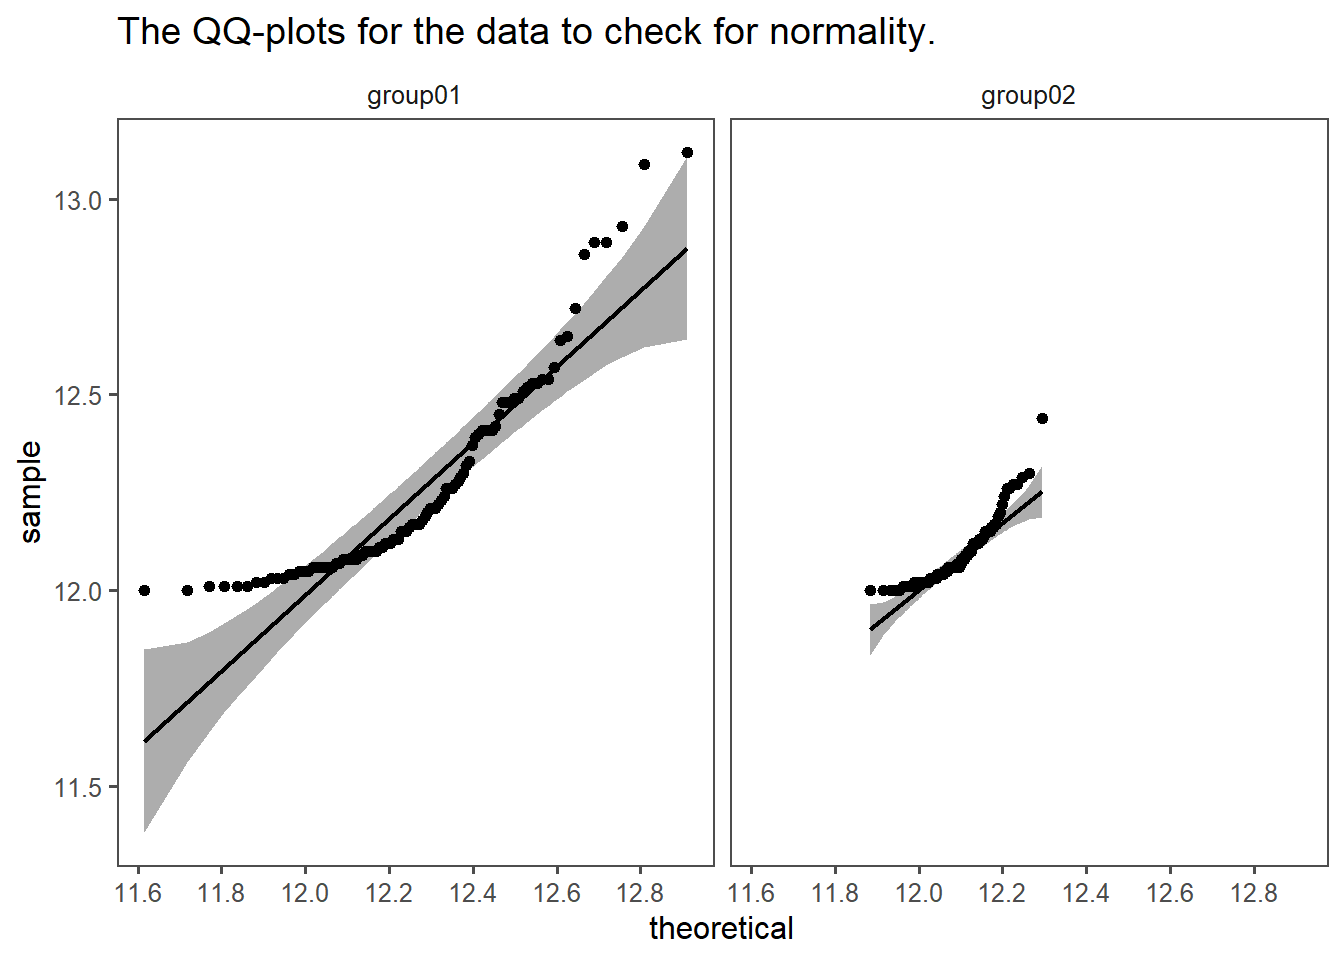 The QQ-plots for the data to check for normality.
group01
group02
13.0
12.5
12.0
11.5
sample
11.6 11.8 12.0 12.2 12.4 12.6 12.8
11.6 11.8 12.0 12.2 12.4 12.6 12.8
theoretical